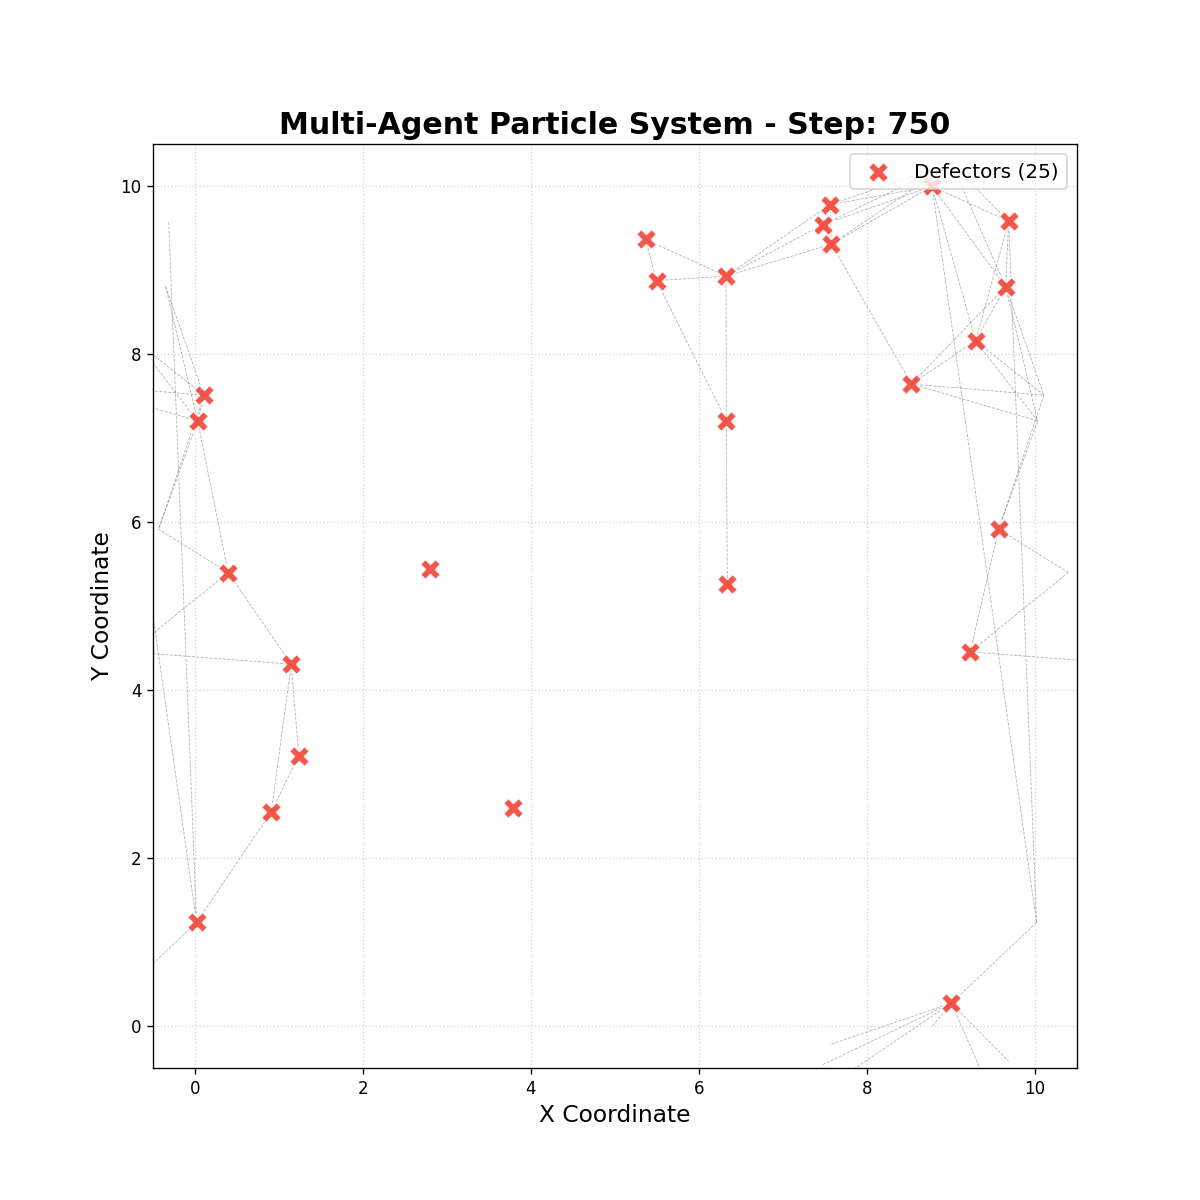 Multi-Agent Particle System - Step: 750
Defectors (25)
10
8
6
4
2
0
Y Coordinate
0 2 4 6 8 10
X Coordinate